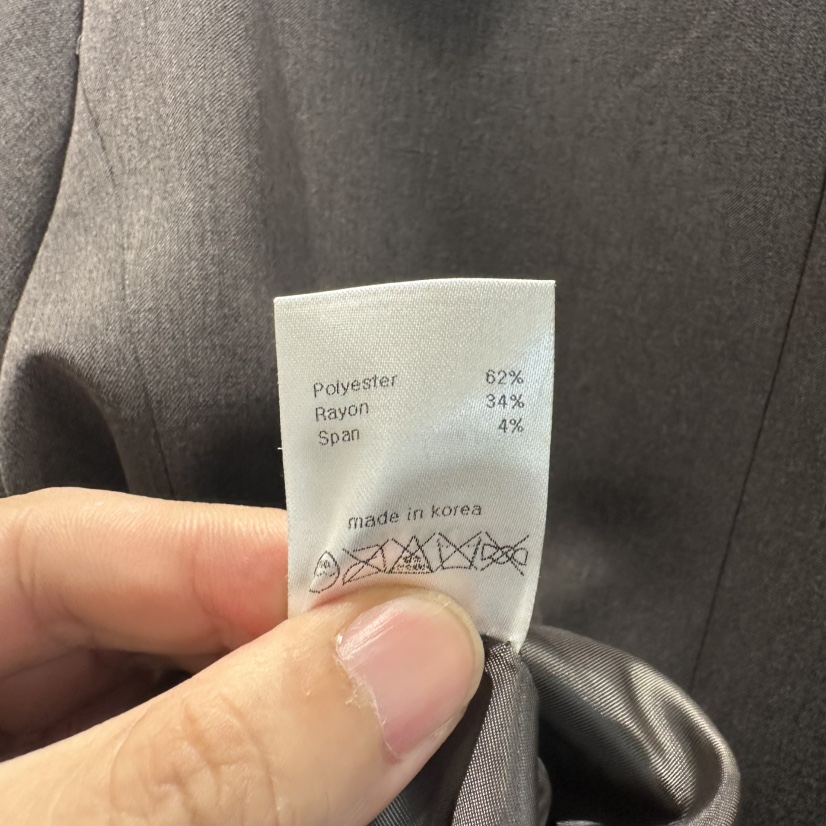 Polyester 62%
Rayon 34%
Span 4%
made in korea